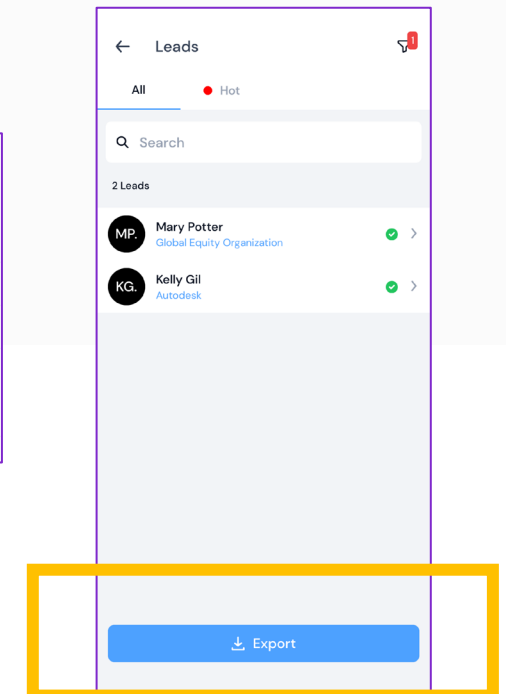 Leads
1
All
Hot
Search
2 Leads
MP.
Mary Potter
Global Equity Organization
KG.
Kelly Gil
Autodesk
Export